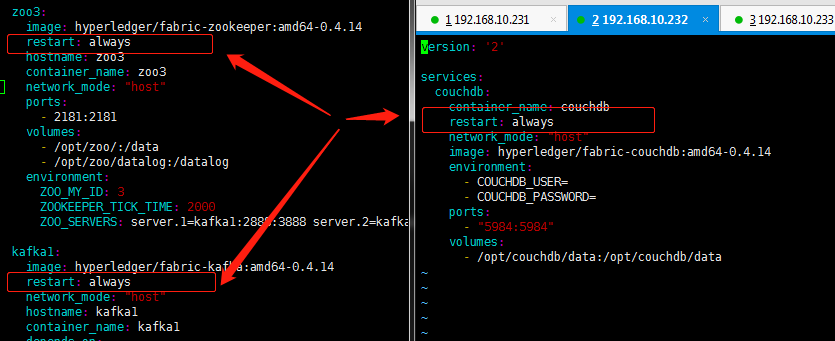 zoo3:
image: hyperledger/fabric-zookeeper:amd64-0.4.14
restart: always
hostname: zoo3
container_name: zoo3
network_mode: "host"
ports:
- 2181:2181
volumes:
- /opt/zoo/:/data
- /opt/zoo/datalog:/datalog
environment:
ZOO_MY_ID: 3
ZOOKEEPER_TICK_TIME: 2000
ZOO_SERVERS: server.1=kafka1:2888:3888 server.2=kafka
kafka1:
image: hyperledger/fabric-kafka:amd64-0.4.14
restart: always
network_mode: "host"
hostname: kafka1
container_name: kafka1
depends_on:
1 192.168.10.231
2 192.168.10.232
3 192.168.10.233
version: '2'
services:
couchdb:
container_name: couchdb
restart: always
network_mode: "host"
image: hyperledger/fabric-couchdb:amd64-0.4.14
environment:
- COUCHDB_USER=
- COUCHDB_PASSWORD=
ports:
- "5984:5984"
volumes:
- /opt/couchdb/data:/opt/couchdb/data
~
~
~
~
~